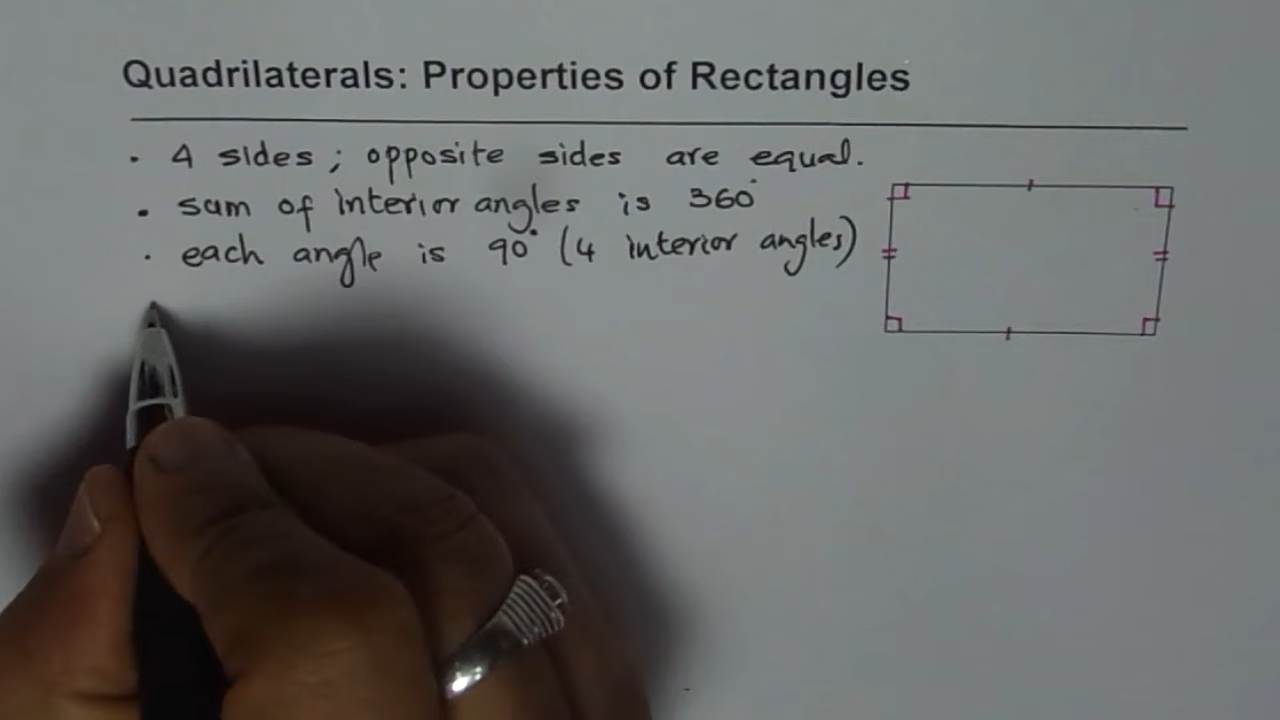 Quadrilaterals: Properties of Rectangles
• 4 sides ; opposite sides are equal.
• sum of interior angles is 360°
• each angle is 90° (4 interior angles)